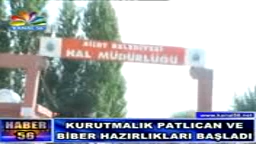 SİİRT BELEDİYESİ
HAL MÜDÜRLÜĞÜ
www.kanal56.net
HABER
56
KURUTMALIK PATLICAN VE
BİBER HAZIRLIKLARI BAŞLADI